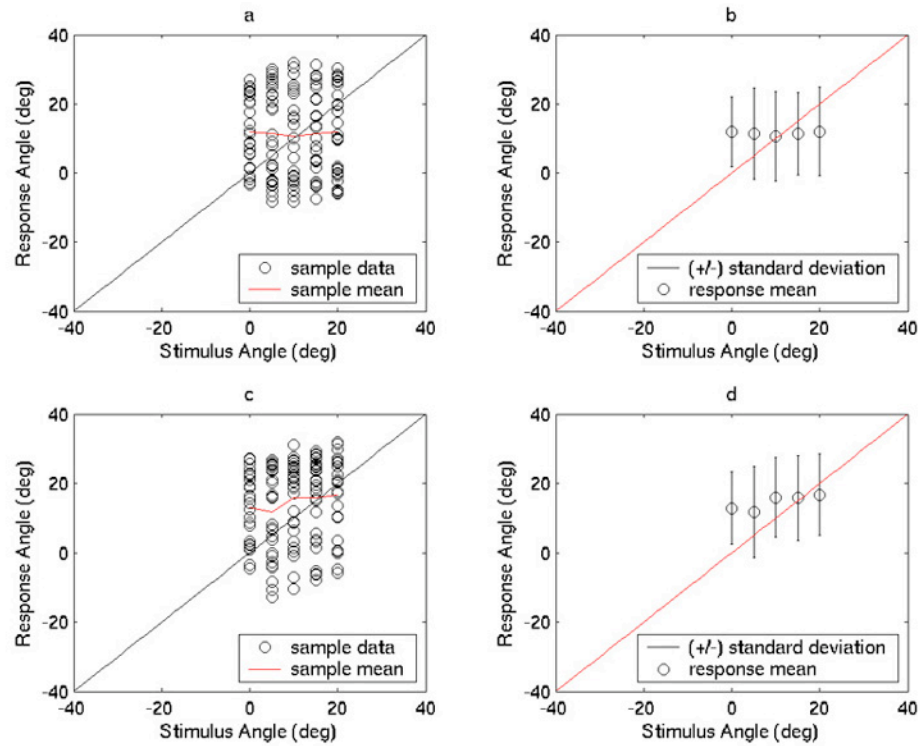 a
40
20
0
-20
-40
-40
-20
0
20
40
Response Angle (deg)
Stimulus Angle (deg)
sample data
sample mean
b
40
20
0
-20
-40
-40
-20
0
20
40
Response Angle (deg)
Stimulus Angle (deg)
(+/-) standard deviation
response mean
c
40
20
0
-20
-40
-40
-20
0
20
40
Response Angle (deg)
Stimulus Angle (deg)
sample data
sample mean
d
40
20
0
-20
-40
-40
-20
0
20
40
Response Angle (deg)
Stimulus Angle (deg)
(+/-) standard deviation
response mean